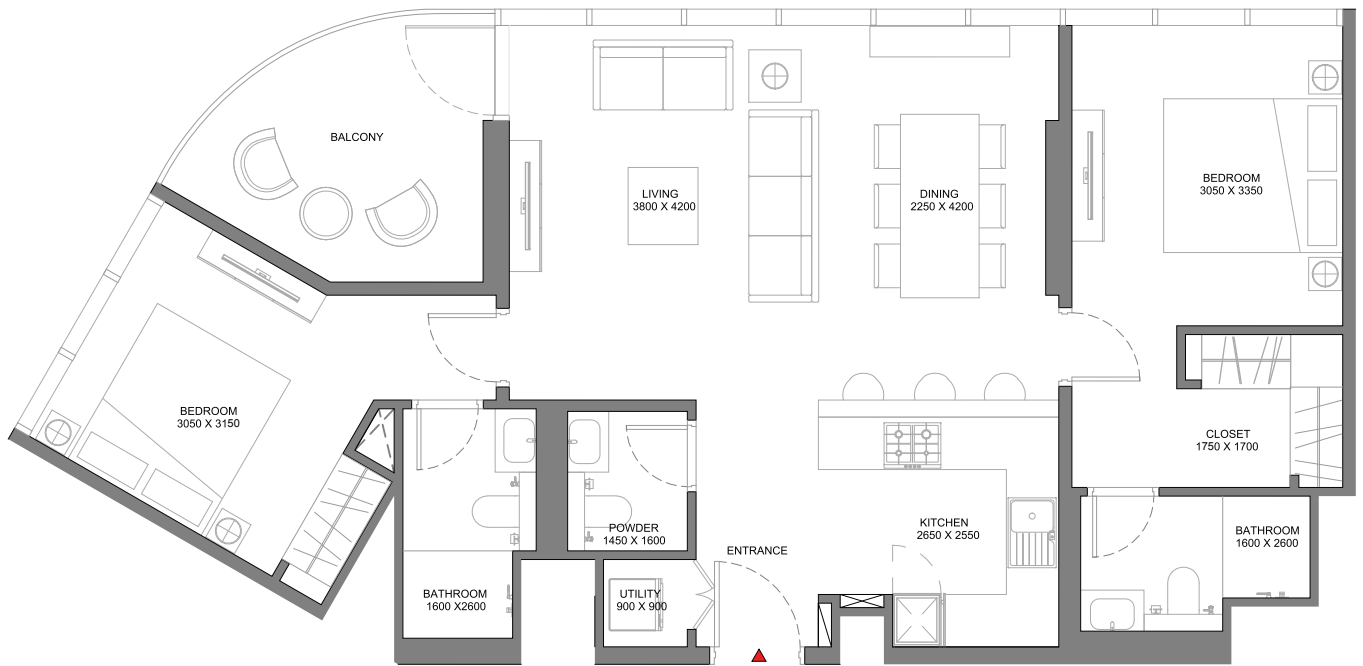 BALCONY
LIVING
3800 X 4200
DINING
2250 X 4200
BEDROOM
3050 X 3350
BEDROOM
3050 X 3150
CLOSET
1750 X 1700
KITCHEN
2650 X 2550
POWDER
1450 X 1600
ENTRANCE
BATHROOM
1600 X 2600
BATHROOM
1600 X2600
UTILITY
900 X 900